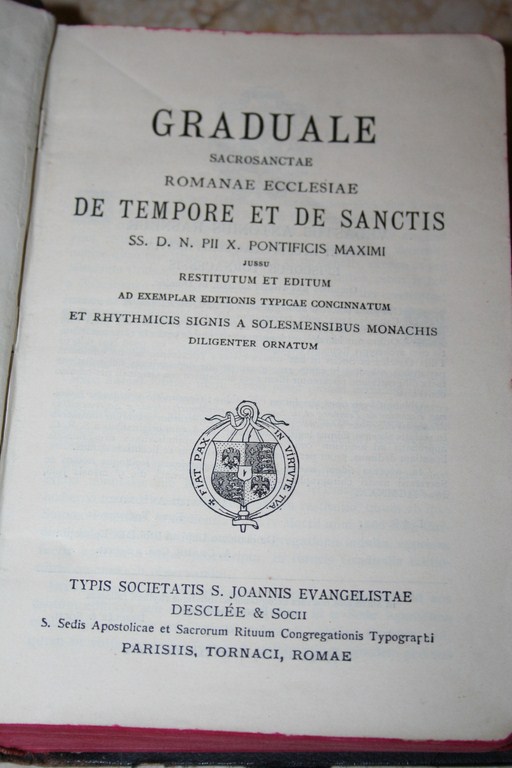 GRADUALE
SACROSANCTAE
ROMANAE ECCLESIAE
DE TEMPORE ET DE SANCTIS
SS. D. N. PII X. PONTIFICIS MAXIMI
JUSSU
RESTITUTUM ET EDITUM
AD EXEMPLAR EDITIONIS TYPICAE CONCINNATUM
ET RHYTHMICIS SIGNIS A SOLESMENSIBUS MONACHIS
DILIGENTER ORNATUM
✠ FIAT PAX IN VIRTVTE TVA
TYPIS SOCIETATIS S. JOANNIS EVANGELISTAE
DESCLÉE & SOCII
S. Sedis Apostolicae et Sacrorum Rituum Congregationis Typographi
PARISIIS, TORNACI, ROMAE